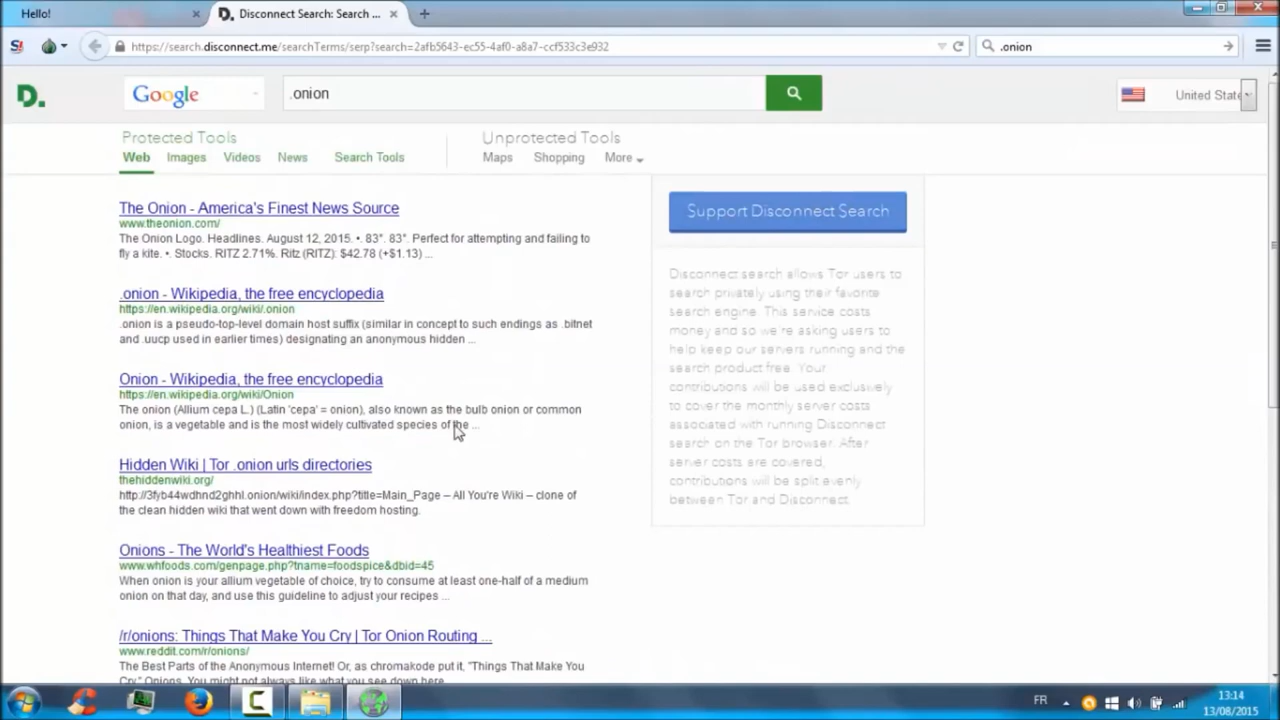 Hello!
Disconnect Search: Search ...
https://search.disconnect.me/searchTerms/serp?search=2afb5643-ec55-4af0-a8a7-ccf533c3e932
.onion
D.
Google
.onion
United State
Protected Tools
Unprotected Tools
Web
Images
Videos
News
Search Tools
Maps
Shopping
More
The Onion - America's Finest News Source
www.theonion.com/
The Onion Logo. Headlines. August 12, 2015. •. 83°. 83°. Perfect for attempting and failing to
fly a kite. •. Stocks. RITZ 2.71%. Ritz (RITZ): $42.78 (+$1.13) ...
.onion - Wikipedia, the free encyclopedia
https://en.wikipedia.org/wiki/.onion
.onion is a pseudo-top-level domain host suffix (similar in concept to such endings as .bitnet
and .uucp used in earlier times) designating an anonymous hidden ...
Onion - Wikipedia, the free encyclopedia
https://en.wikipedia.org/wiki/Onion
The onion (Allium cepa L.) (Latin 'cepa' = onion), also known as the bulb onion or common
onion, is a vegetable and is the most widely cultivated species of the ...
Hidden Wiki | Tor .onion urls directories
thehiddenwiki.org/
http://3fyb44wdhnd2ghhl.onion/wiki/index.php?title=Main_Page – All You're Wiki – clone of
the clean hidden wiki that went down with freedom hosting.
Onions - The World's Healthiest Foods
www.whfoods.com/genpage.php?tname=foodspice&dbid=45
When onion is your allium vegetable of choice, try to consume at least one-half of a medium
onion on that day, and use this guideline to adjust your recipes ...
/r/onions: Things That Make You Cry | Tor Onion Routing ...
www.reddit.com/r/onions/
The Best Parts of the Anonymous Internet! Or, as chromakode put it, "Things That Make You
Cry." Onions. You might not always like what you see down here.
Support Disconnect Search
Disconnect search allows Tor users to
search privately using their favorite
search engine. This service costs
money and so we're asking users to
help keep our servers running and the
search product free. Your
contributions will be used exclusively
to cover the monthly server costs
associated with running Disconnect
search on the Tor browser. After
server costs are covered,
contributions will be split evenly
between Tor and Disconnect.
FR
13:14
13/08/2015